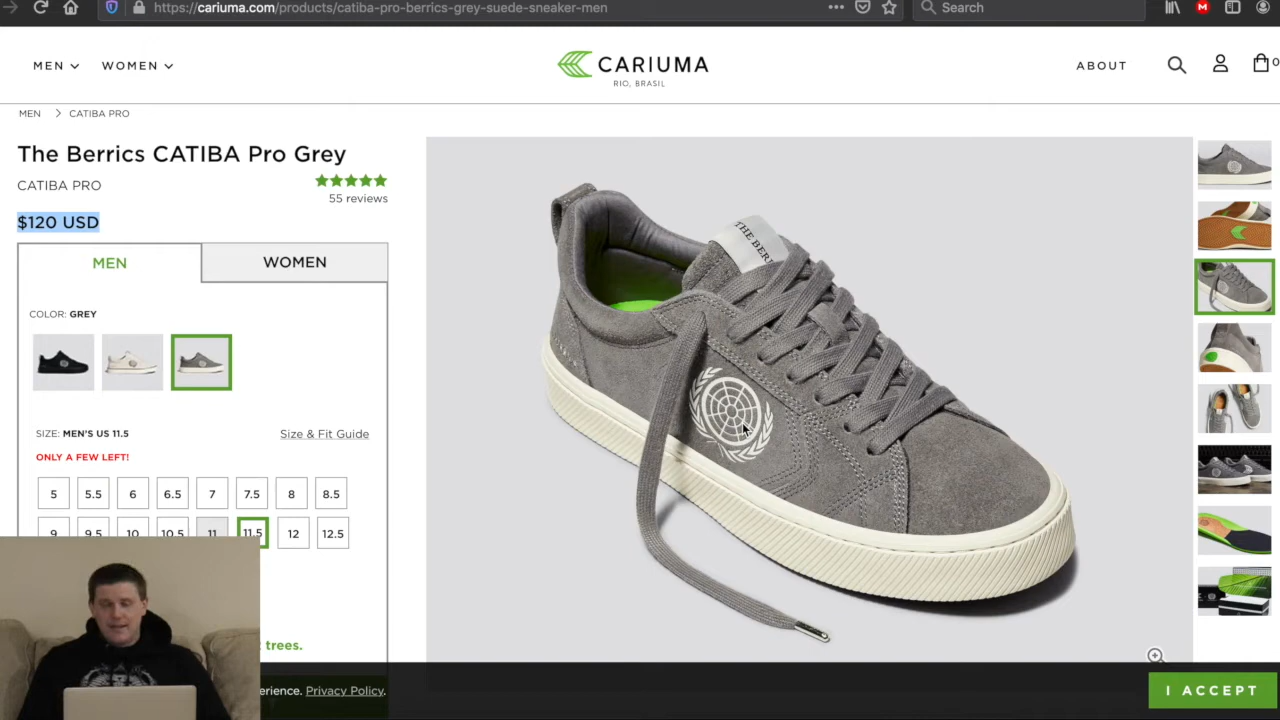 https://cariuma.com/products/catiba-pro-berrics-grey-suede-sneaker-men
Search
MEN
WOMEN
CARIUMA
RIO, BRASIL
ABOUT
0
MEN > CATIBA PRO
The Berrics CATIBA Pro Grey
CATIBA PRO
55 reviews
$120 USD
MEN
WOMEN
COLOR: GREY
SIZE: MEN'S US 11.5
Size & Fit Guide
ONLY A FEW LEFT!
5 5.5 6 6.5 7 7.5 8 8.5
9 9.5 10 10.5 11 11.5 12 12.5
THE BERR
trees.
erience. Privacy Policy.
I ACCEPT